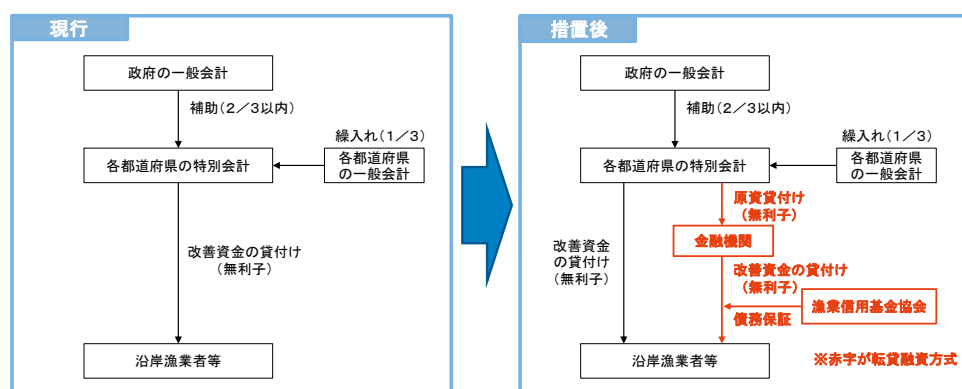 現行
政府の一般会計
補助(2/3以内)
繰入れ(1/3)
各都道府県の特別会計
各都道府県
の一般会計
改善資金の貸付け
(無利子)
沿岸漁業者等
措置後
政府の一般会計
補助(2/3以内)
繰入れ(1/3)
各都道府県の特別会計
各都道府県
の一般会計
原資貸付け
(無利子)
金融機関
改善資金
の貸付け
(無利子)
改善資金の貸付け
(無利子)
漁業信用基金協会
債務保証
沿岸漁業者等
※赤字が転貸融資方式